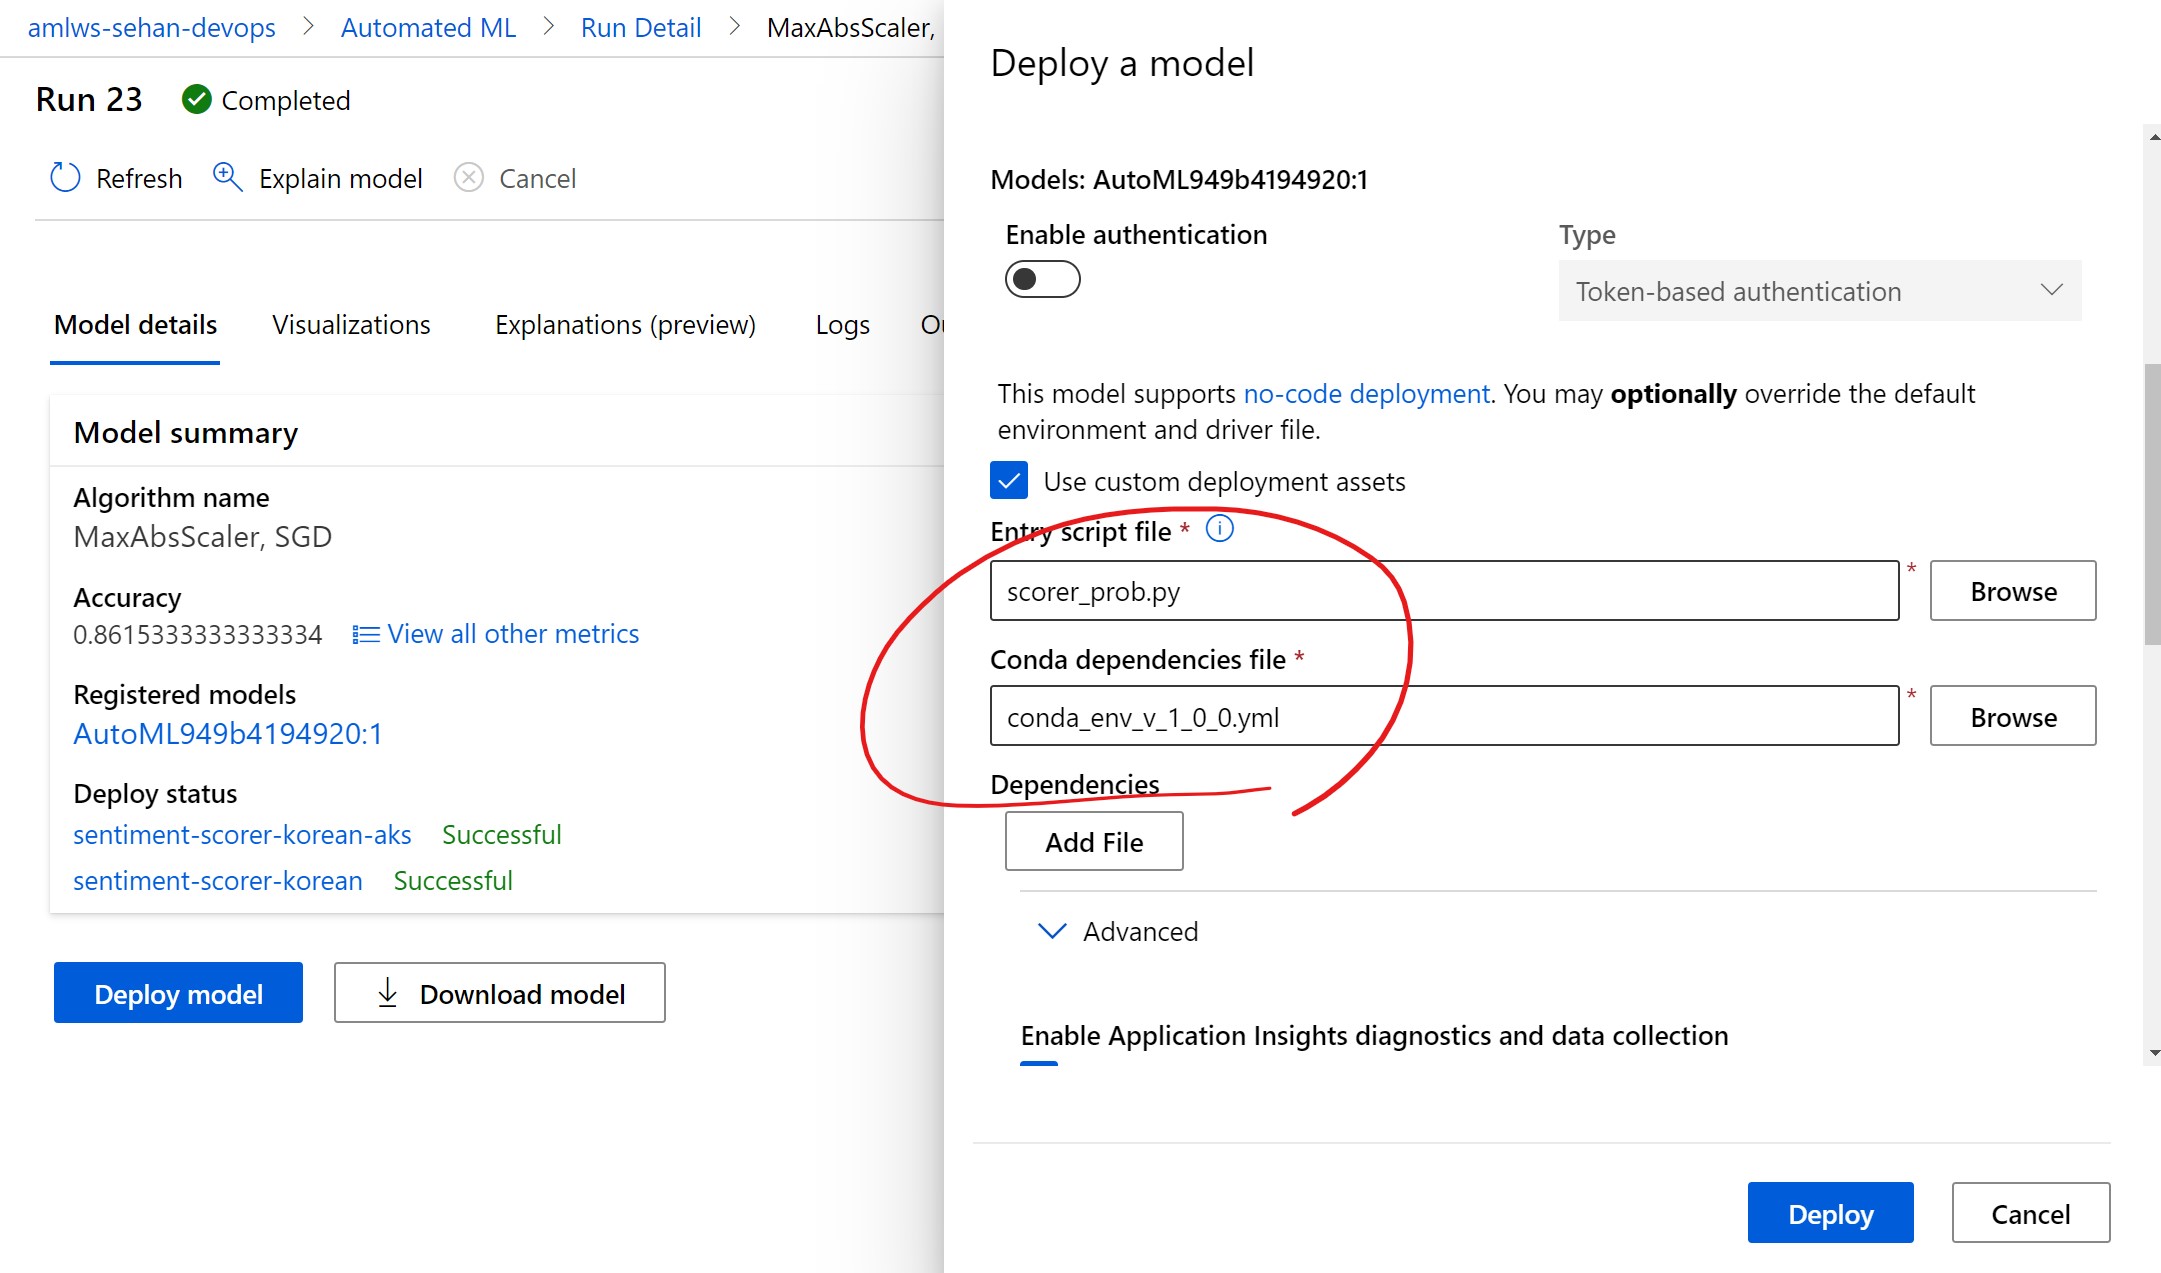 amlws-sehan-devops > Automated ML > Run Detail > MaxAbsScaler,
Run 23 Completed
Refresh Explain model Cancel
Model details Visualizations Explanations (preview) Logs
Model summary
Algorithm name
MaxAbsScaler, SGD
Accuracy
0.8615333333333334 View all other metrics
Registered models
AutoML949b4194920:1
Deploy status
sentiment-scorer-korean-aks Successful
sentiment-scorer-korean Successful
Deploy model Download model
Deploy a model
Models: AutoML949b4194920:1
Enable authentication Type
Token-based authentication
This model supports no-code deployment. You may optionally override the default
environment and driver file.
Use custom deployment assets
Entry script file *
scorer_prob.py * Browse
Conda dependencies file *
conda_env_v_1_0_0.yml * Browse
Dependencies
Add File
Advanced
Enable Application Insights diagnostics and data collection
Deploy Cancel